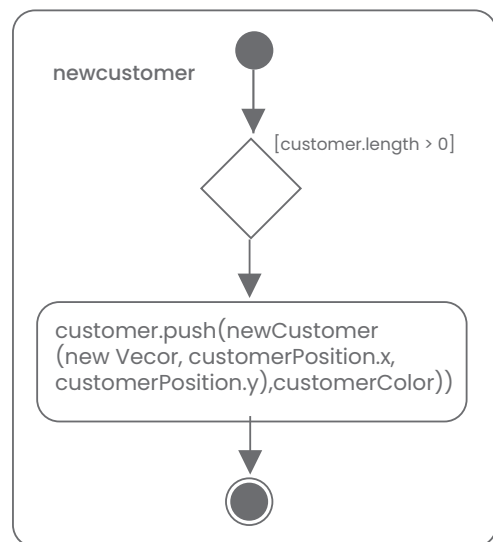 newcustomer
[customer.length > 0]
customer.push(newCustomer
(new Vecor, customerPosition.x,
customerPosition.y),customerColor))